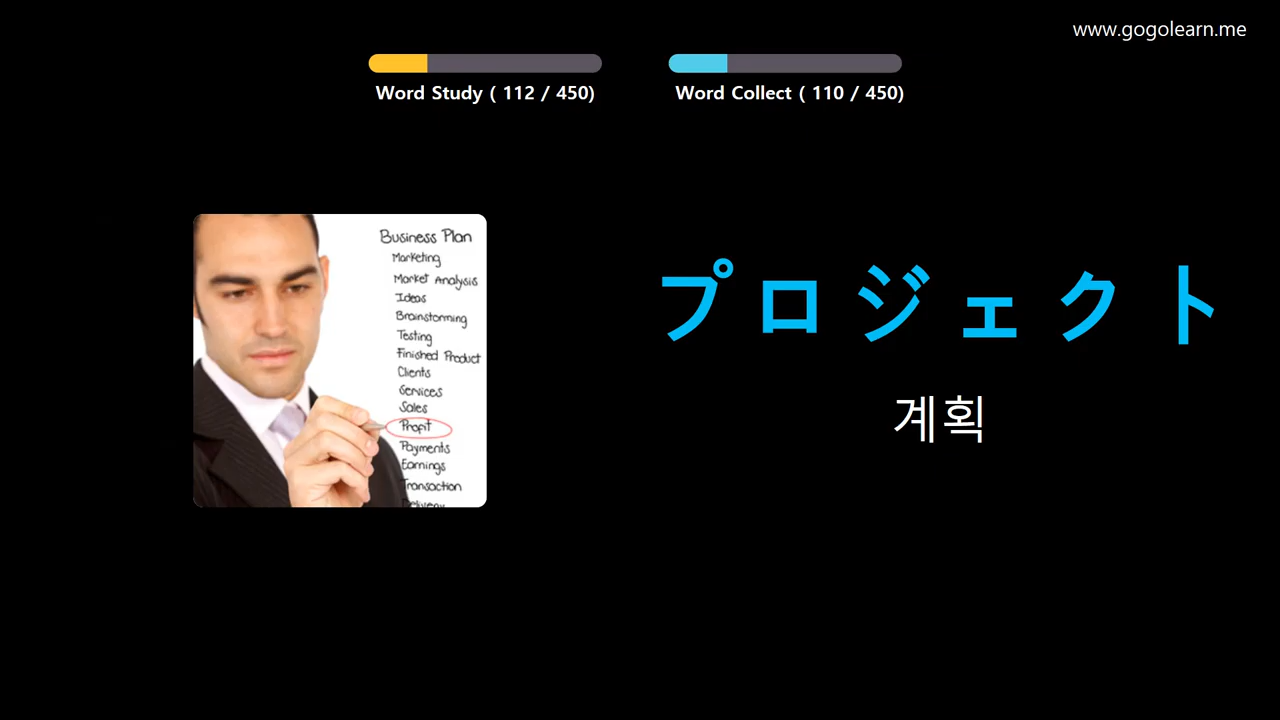 www.gogolearn.me
Word Study ( 112 / 450)
Word Collect ( 110 / 450)
Business Plan
Marketing
Market Analysis
Ideas
Brainstorming
Testing
Finished Product
Clients
Services
Sales
Profit
Payments
Earnings
Transaction
Delivery
プロジェクト
계획